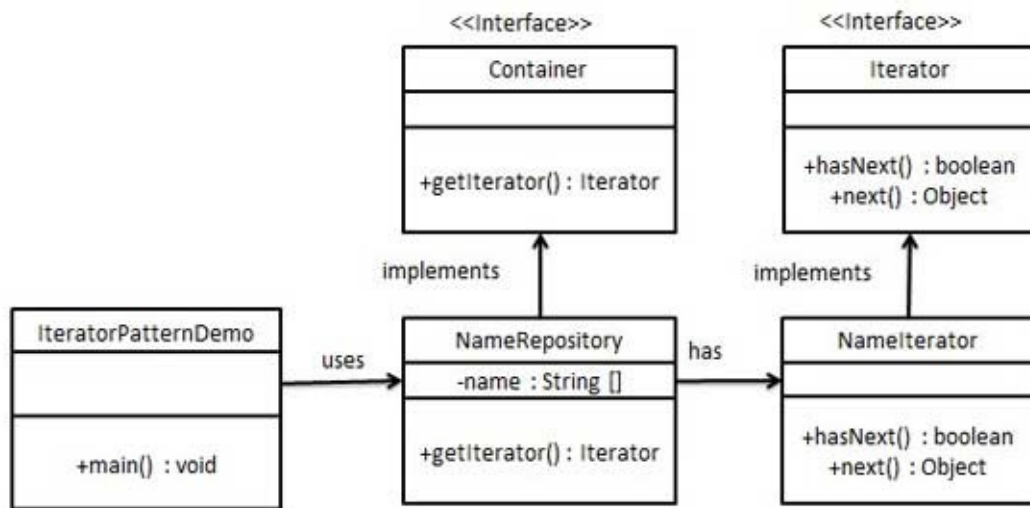 <<Interface>>
Container
+getIterator() : Iterator
<<Interface>>
Iterator
+hasNext() : boolean
+next() : Object
implements
implements
IteratorPatternDemo
+main() : void
uses
NameRepository
-name : String []
+getIterator() : Iterator
has
NameIterator
+hasNext() : boolean
+next() : Object